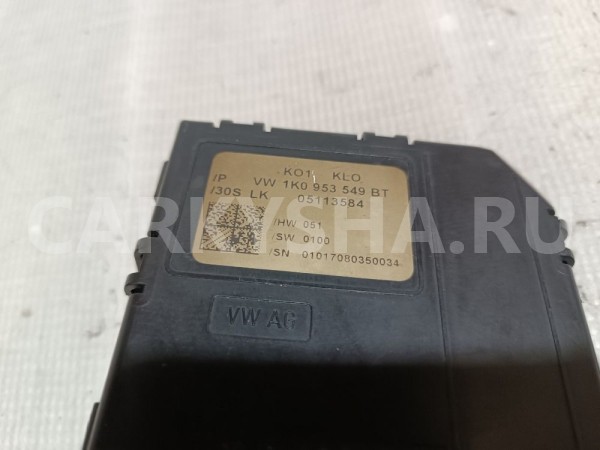 KO1 KLO
/P VW 1K0 953 549 BT
/30S LK 05113584
/HW 051
/SW 0100
/SN 01017080350034
VW AG
ARKYSHA.RU